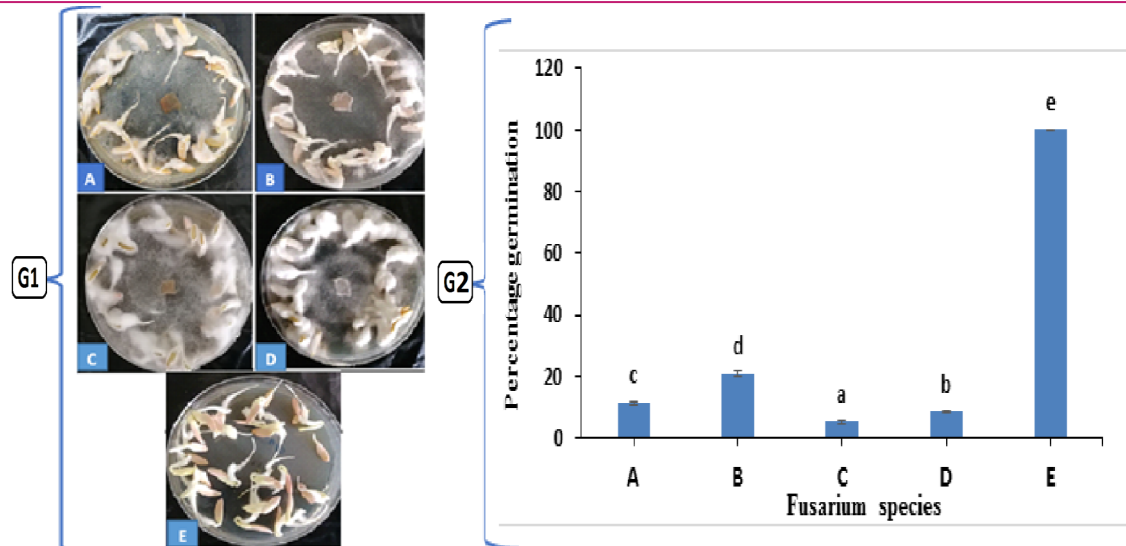 G1
A
B
C
D
E
G2
Percentage germination
120
100
80
60
40
20
0
c
d
a
b
e
A
B
C
D
E
Fusarium species